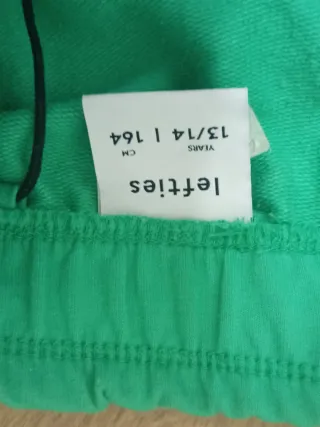 lefties
YEARS CM
13/14 | 164